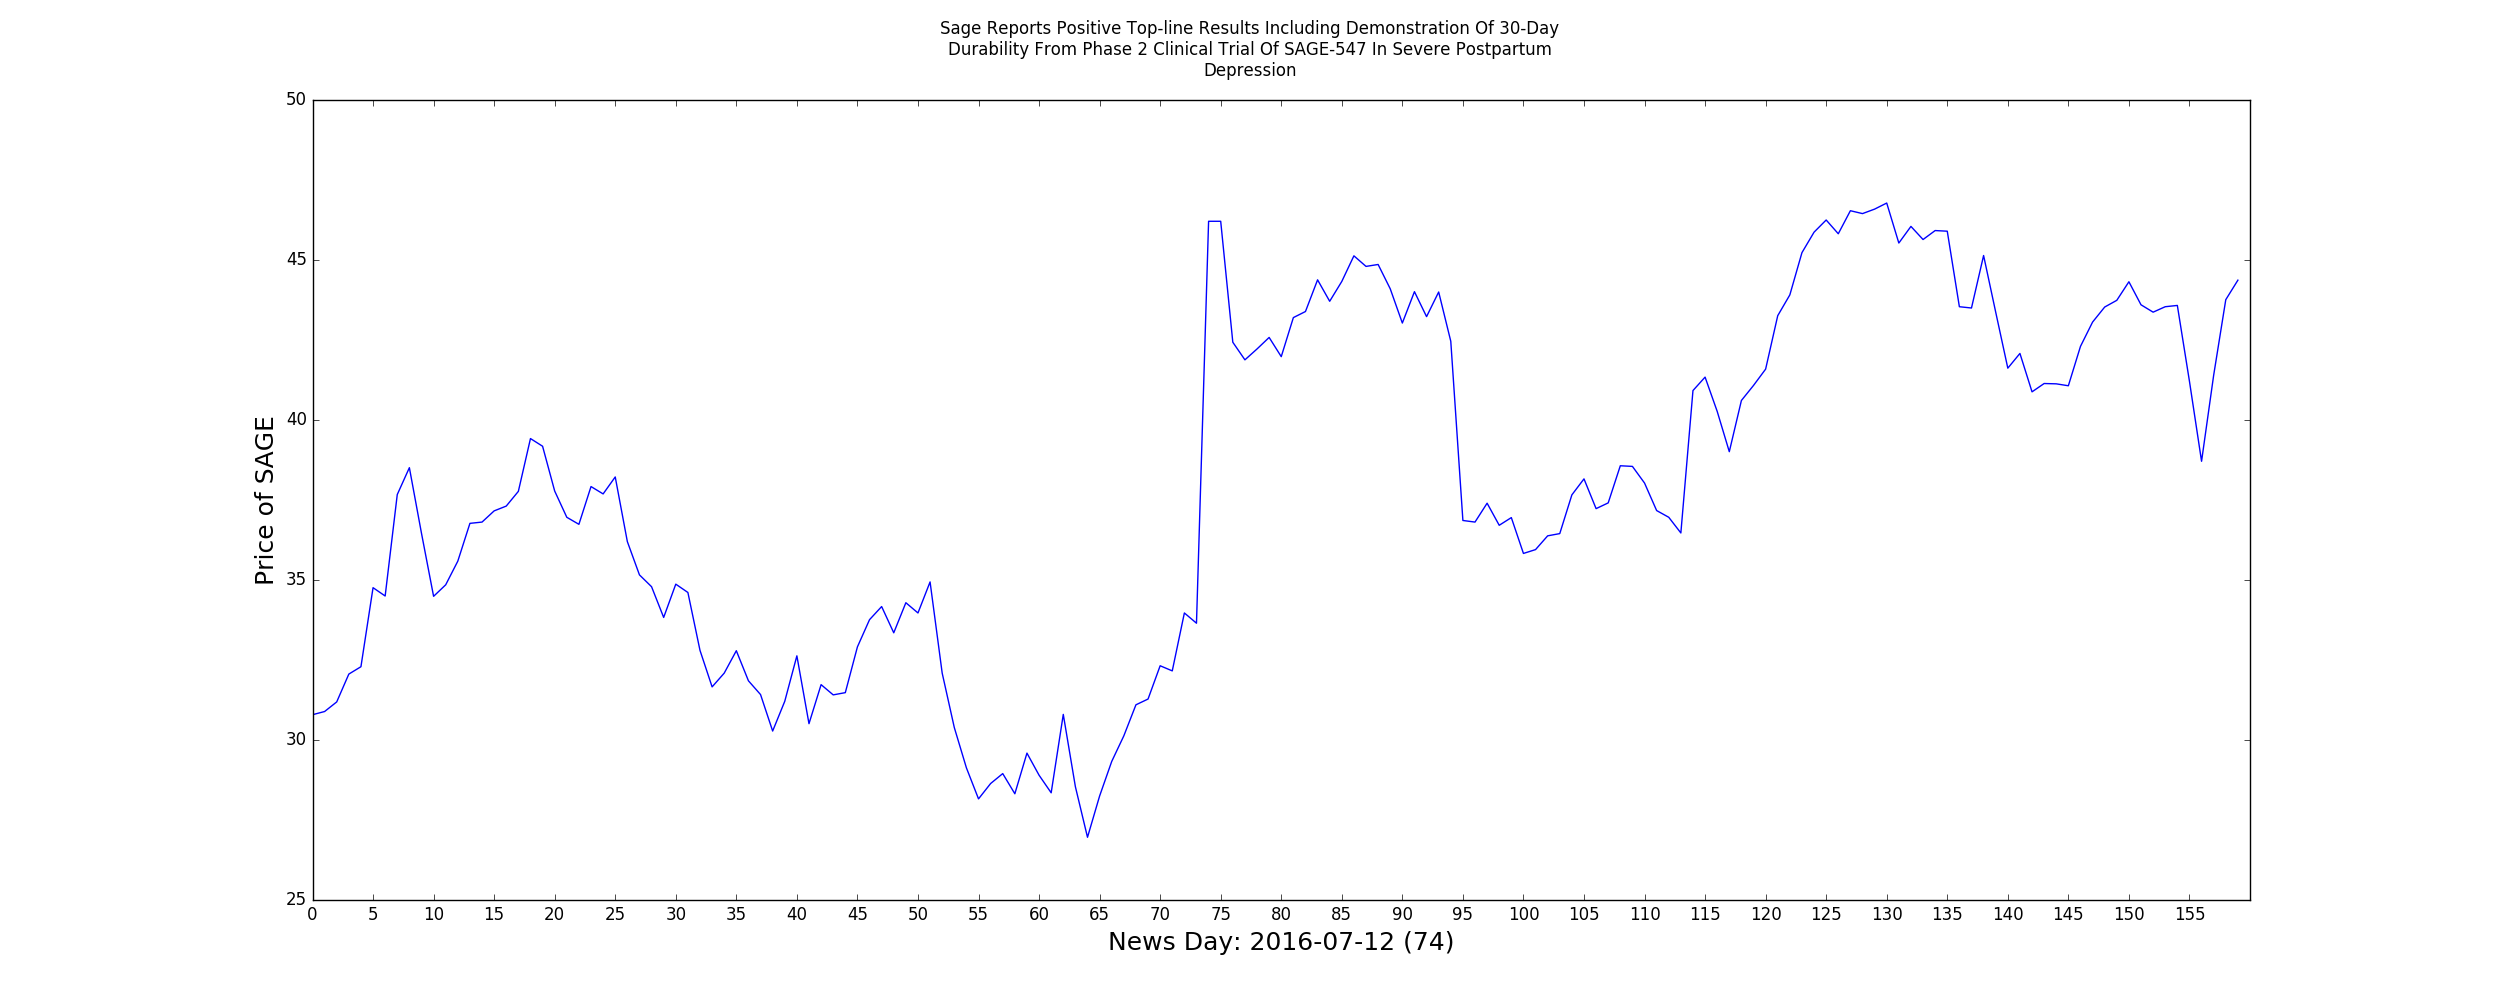 Sage Reports Positive Top-line Results Including Demonstration Of 30-Day
Durability From Phase 2 Clinical Trial Of SAGE-547 In Severe Postpartum
Depression
50
45
40
35
30
25
Price of SAGE
0 5 10 15 20 25 30 35 40 45 50 55 60 65 70 75 80 85 90 95 100 105 110 115 120 125 130 135 140 145 150 155
News Day: 2016-07-12 (74)